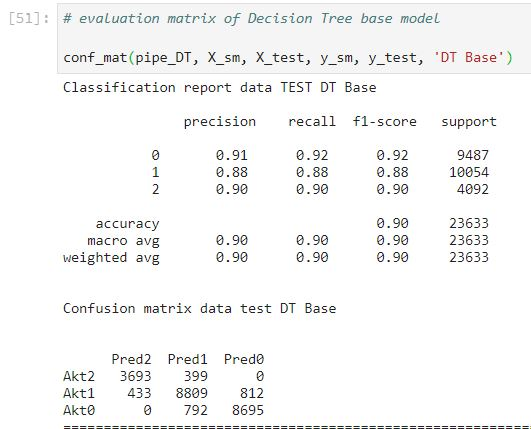 [51]: # evaluation matrix of Decision Tree base model
conf_mat(pipe_DT, X_sm, X_test, y_sm, y_test, 'DT Base')
Classification report data TEST DT Base
precision recall f1-score support
0 0.91 0.92 0.92 9487
1 0.88 0.88 0.88 10054
2 0.90 0.90 0.90 4092
accuracy 0.90 23633
macro avg 0.90 0.90 0.90 23633
weighted avg 0.90 0.90 0.90 23633
Confusion matrix data test DT Base
Pred2 Pred1 Pred0
Akt2 3693 399 0
Akt1 433 8809 812
Akt0 0 792 8695
==========================================================